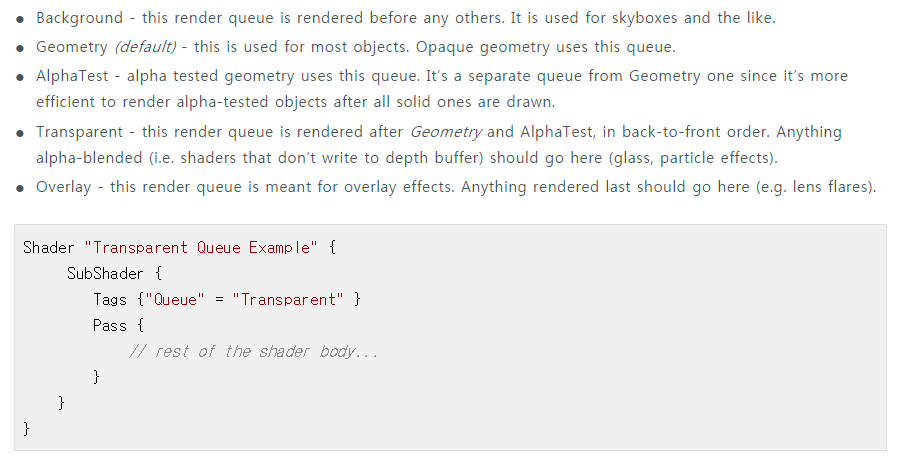 ● Background - this render queue is rendered before any others. It is used for skyboxes and the like.
● Geometry (default) - this is used for most objects. Opaque geometry uses this queue.
● AlphaTest - alpha tested geometry uses this queue. It’s a separate queue from Geometry one since it’s more
efficient to render alpha-tested objects after all solid ones are drawn.
● Transparent - this render queue is rendered after Geometry and AlphaTest, in back-to-front order. Anything
alpha-blended (i.e. shaders that don’t write to depth buffer) should go here (glass, particle effects).
● Overlay - this render queue is meant for overlay effects. Anything rendered last should go here (e.g. lens flares).
Shader "Transparent Queue Example" {
SubShader {
Tags {"Queue" = "Transparent" }
Pass {
// rest of the shader body...
}
}
}